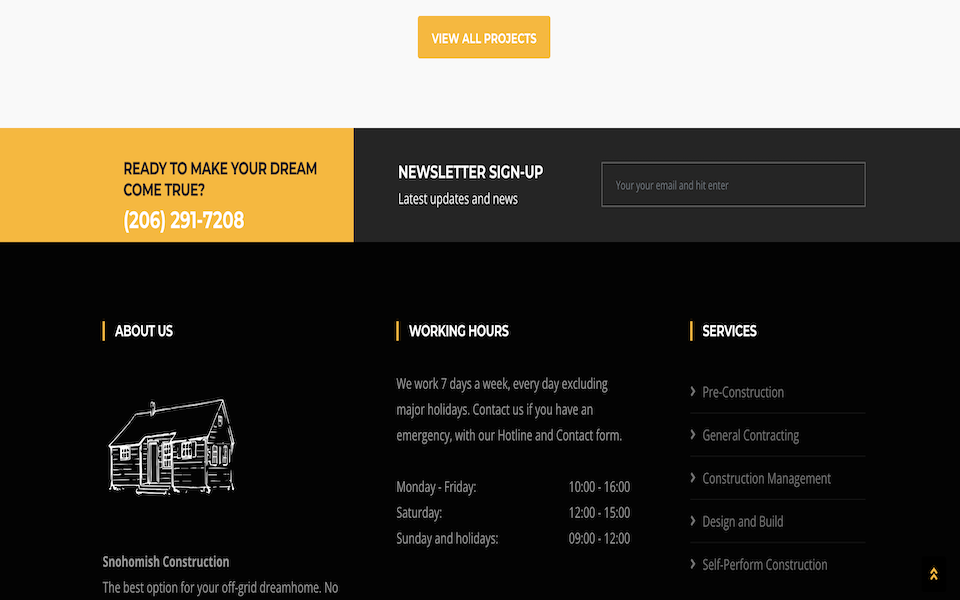 VIEW ALL PROJECTS
READY TO MAKE YOUR DREAM
COME TRUE?
(206) 291-7208
NEWSLETTER SIGN-UP
Latest updates and news
Your your email and hit enter
ABOUT US
Snohomish Construction
The best option for your off-grid dreamhome. No
WORKING HOURS
We work 7 days a week, every day excluding
major holidays. Contact us if you have an
emergency, with our Hotline and Contact form.
Monday - Friday: 10:00 - 16:00
Saturday: 12:00 - 15:00
Sunday and holidays: 09:00 - 12:00
SERVICES
Pre-Construction
General Contracting
Construction Management
Design and Build
Self-Perform Construction